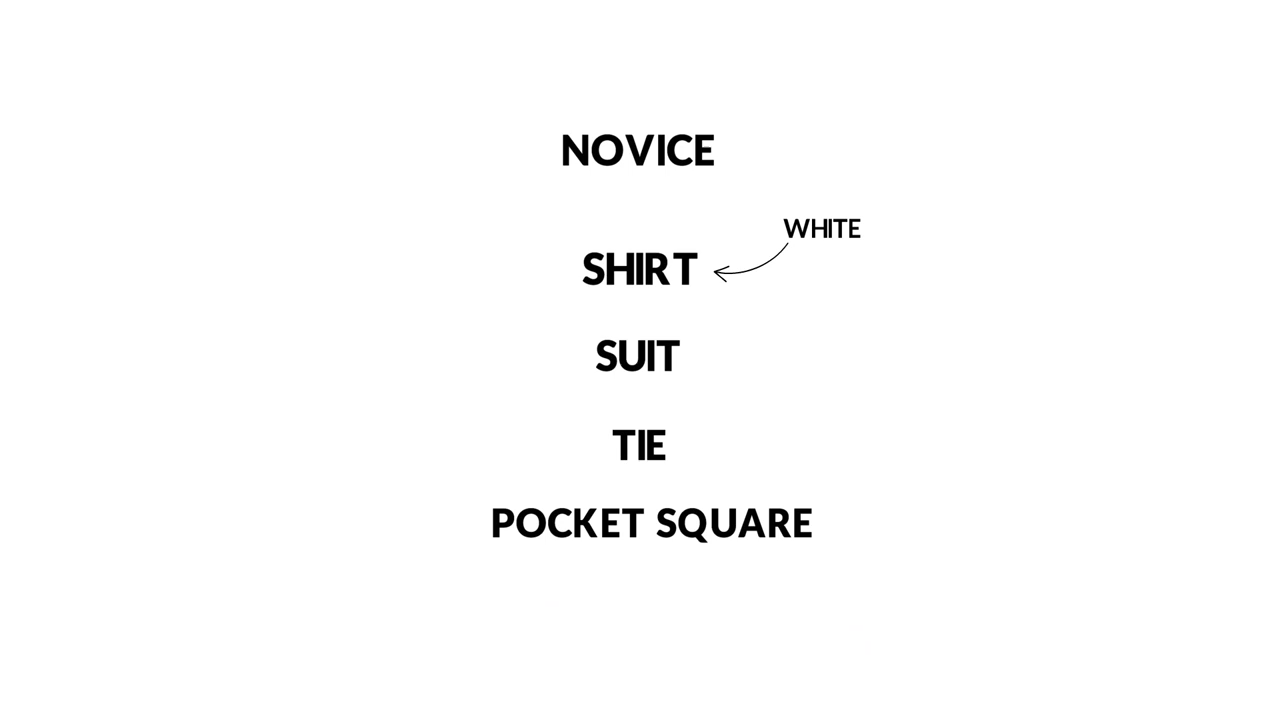 NOVICE
WHITE
SHIRT
SUIT
TIE
POCKET SQUARE